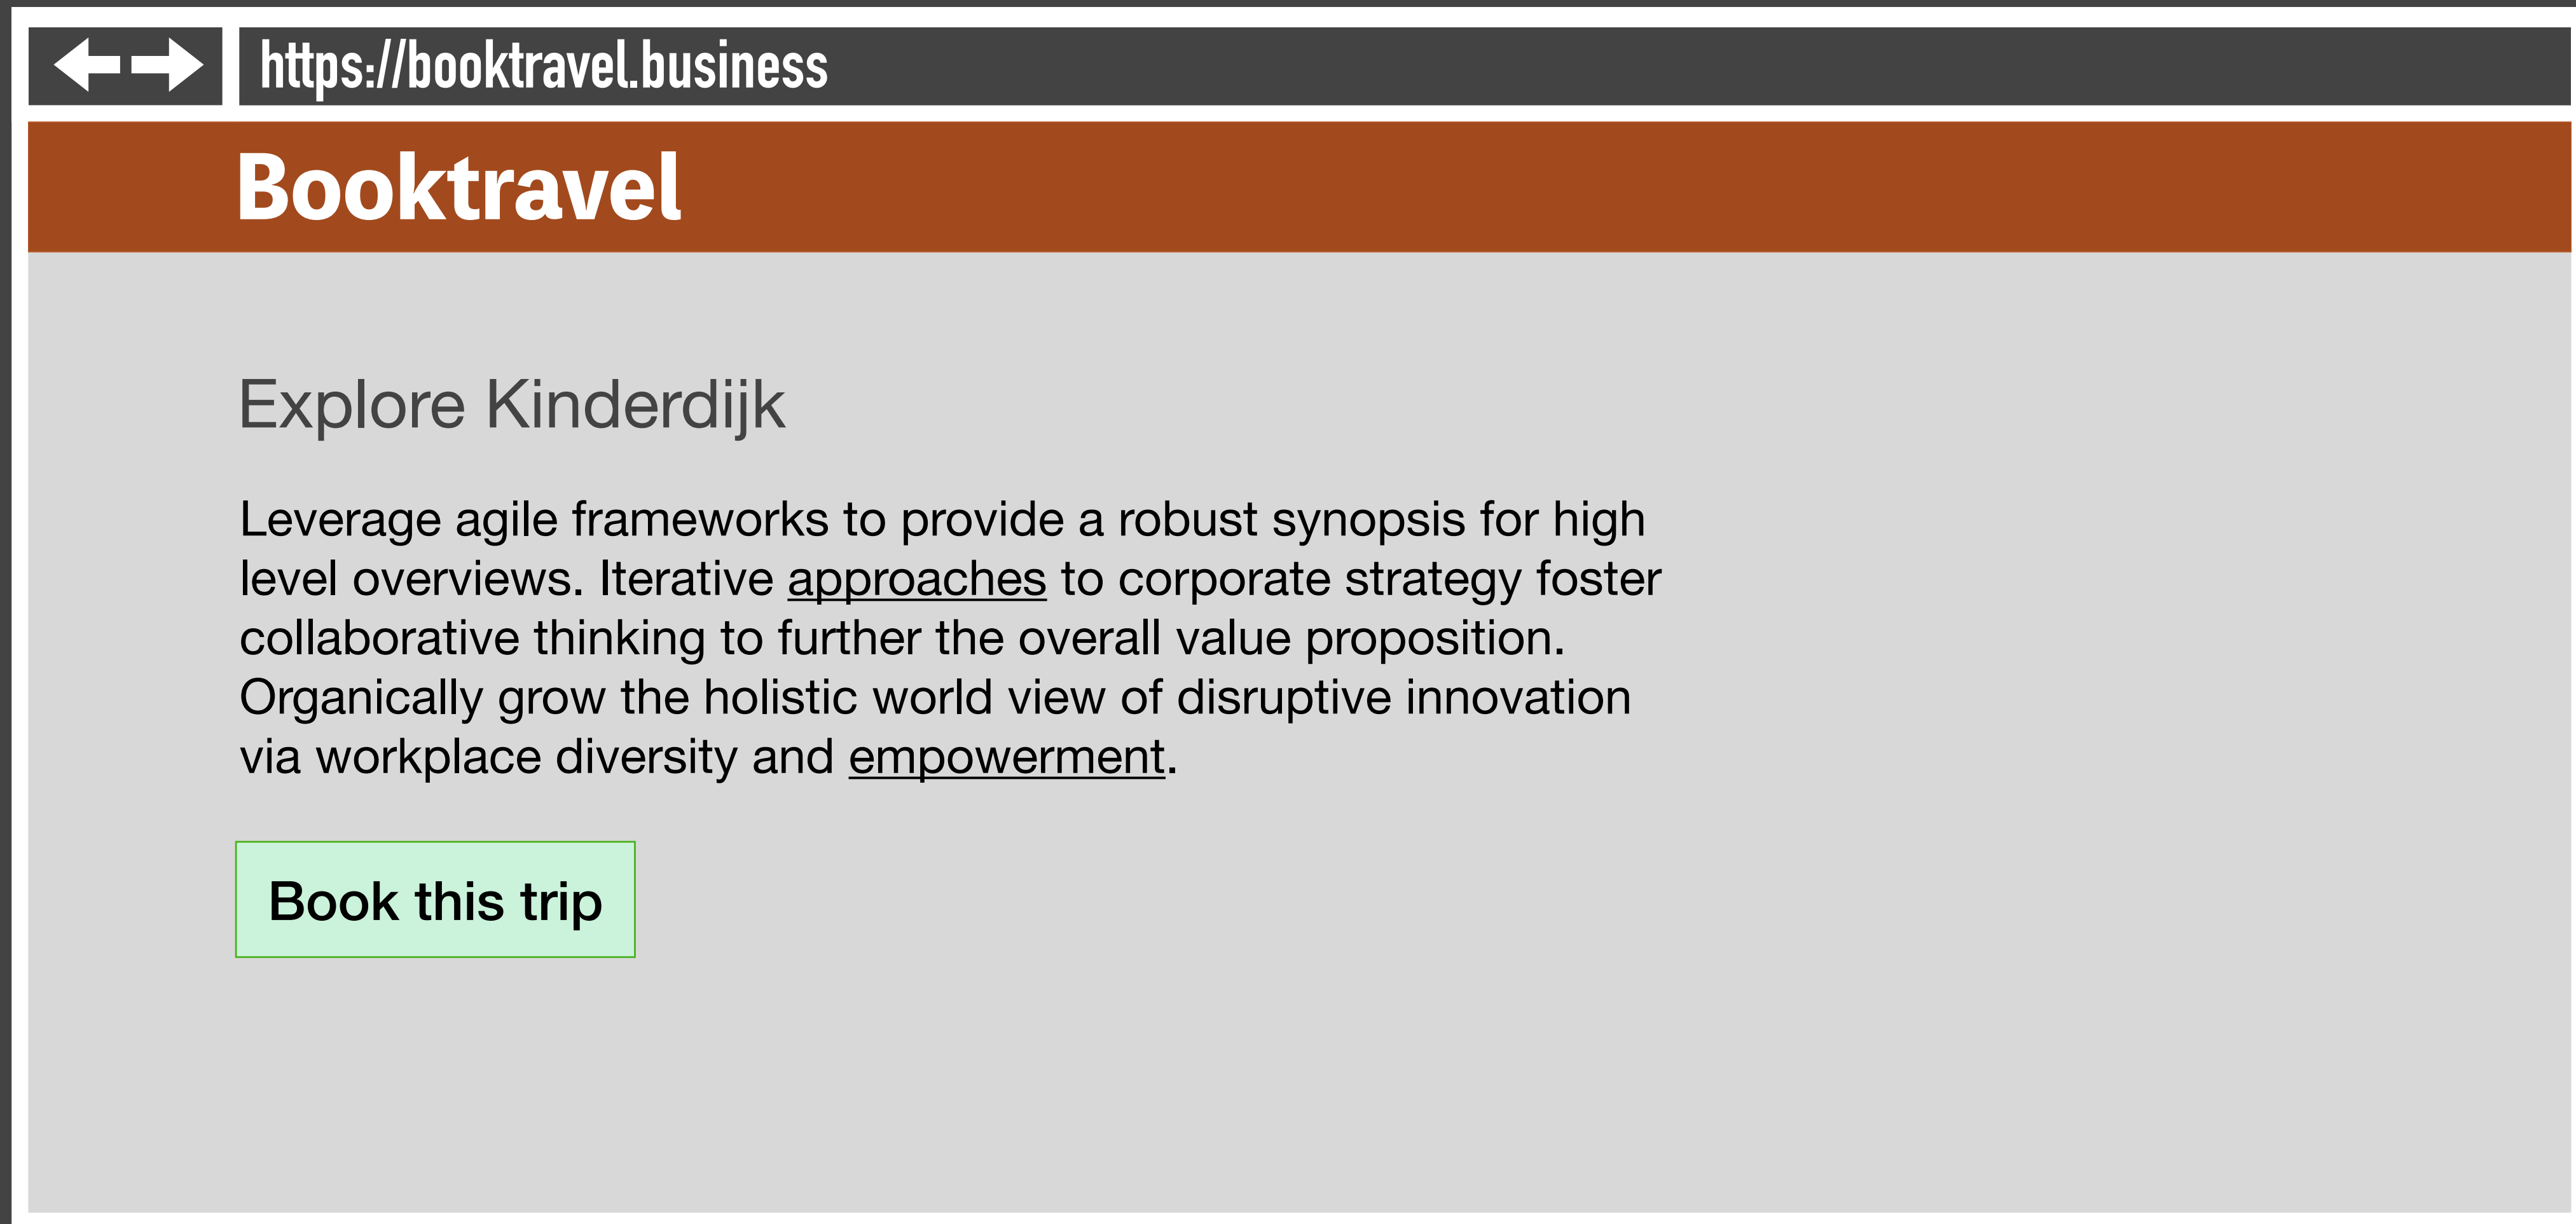 https://booktravel.business
Booktravel
Explore Kinderdijk
Leverage agile frameworks to provide a robust synopsis for high
level overviews. Iterative approaches to corporate strategy foster
collaborative thinking to further the overall value proposition.
Organically grow the holistic world view of disruptive innovation
via workplace diversity and empowerment.
Book this trip